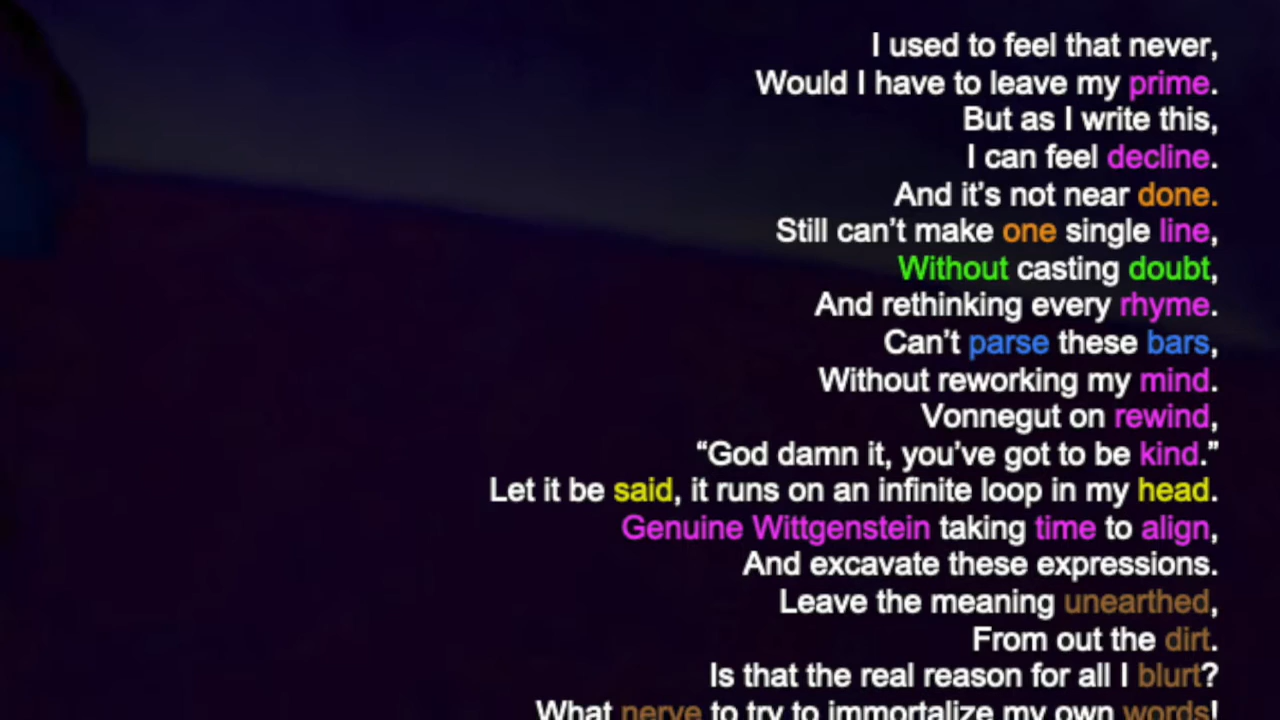 I used to feel that never,
Would I have to leave my prime.
But as I write this,
I can feel decline.
And it's not near done.
Still can't make one single line,
Without casting doubt,
And rethinking every rhyme.
Can't parse these bars,
Without reworking my mind.
Vonnegut on rewind,
“God damn it, you've got to be kind.”
Let it be said, it runs on an infinite loop in my head.
Genuine Wittgenstein taking time to align,
And excavate these expressions.
Leave the meaning unearthed,
From out the dirt.
Is that the real reason for all I blurt?
What nerve to try to immortalize my own words!